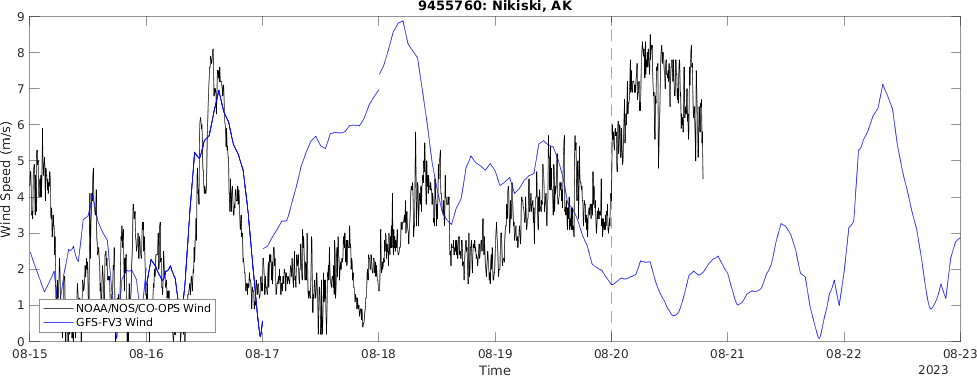 9455760: Nikiski, AK
Wind Speed (m/s)
9
8
7
6
5
4
3
2
1
0
NOAA/NOS/CO-OPS Wind
GFS-FV3 Wind
08-15 08-16 08-17 08-18 08-19 08-20 08-21 08-22 08-23
Time
2023